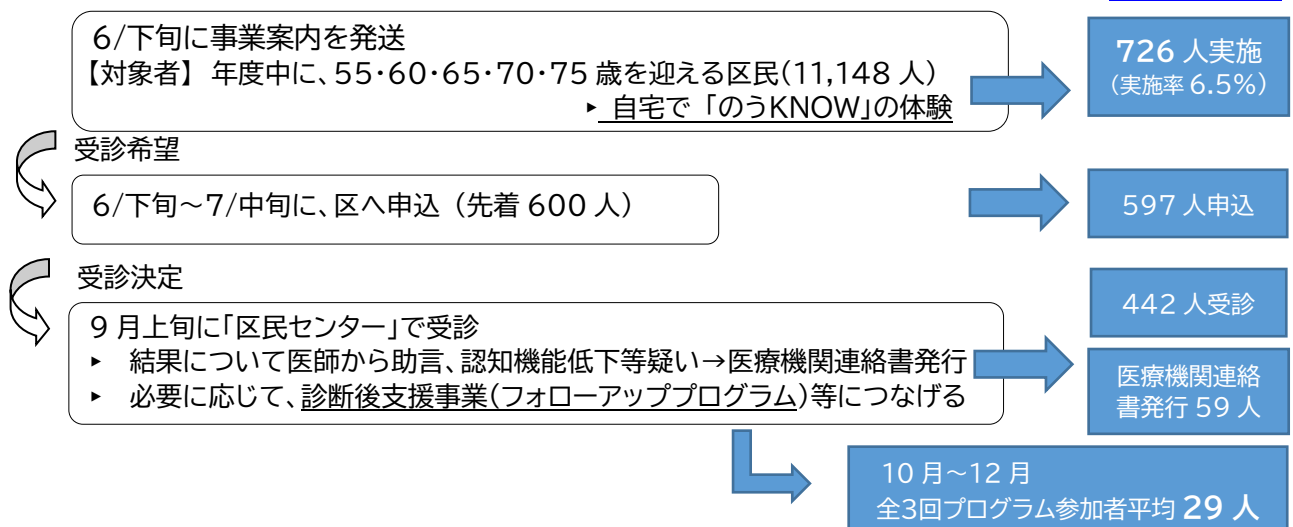 6/下旬に事業案内を発送
【対象者】 年度中に、55・60・65・70・75 歳を迎える区民(11,148 人)
▸ 自宅で 「のうKNOW」の体験
726 人実施
(実施率 6.5%)
受診希望
6/下旬~7/中旬に、区へ申込 (先着 600 人)
597 人申込
受診決定
9 月上旬に「区民センター」で受診
▸ 結果について医師から助言、認知機能低下等疑い→医療機関連絡書発行
▸ 必要に応じて、診断後支援事業(フォローアッププログラム)等につなげる
442 人受診
医療機関連絡
書発行 59 人
10 月~12 月
全3回プログラム参加者平均 29 人